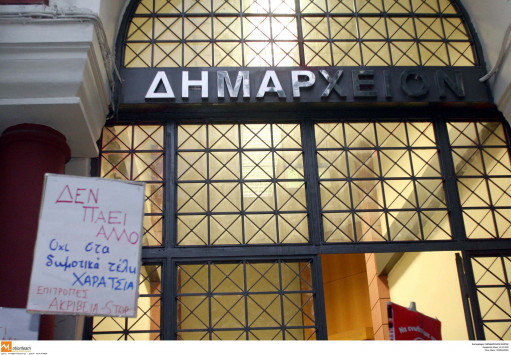 ΔΗΜΑΡΧΕΙΟΝ
ΔΕΝ
ΠΑΕΙ
ΑΛΛΟ
Όχι στα
δημοτικά τέλη
ΧΑΡΑΤΣΙΑ
ΕΠΙΤΡΟΠΕΣ
ΑΚΡΙΒΕΙΑ-STOP